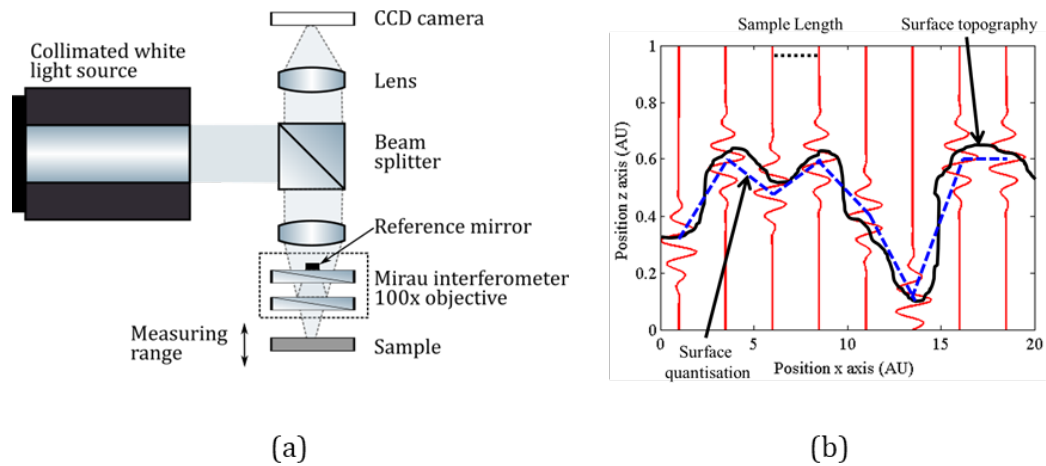 CCD camera
Collimated white
light source
Lens
Beam
splitter
Reference mirror
Mirau interferometer
100x objective
Measuring
range
Sample
(a)
Sample Length
Surface topography
1
0.8
0.6
0.4
0.2
0
Position z axis (AU)
0
5
10
15
20
Surface
quantisation
Position x axis (AU)
(b)